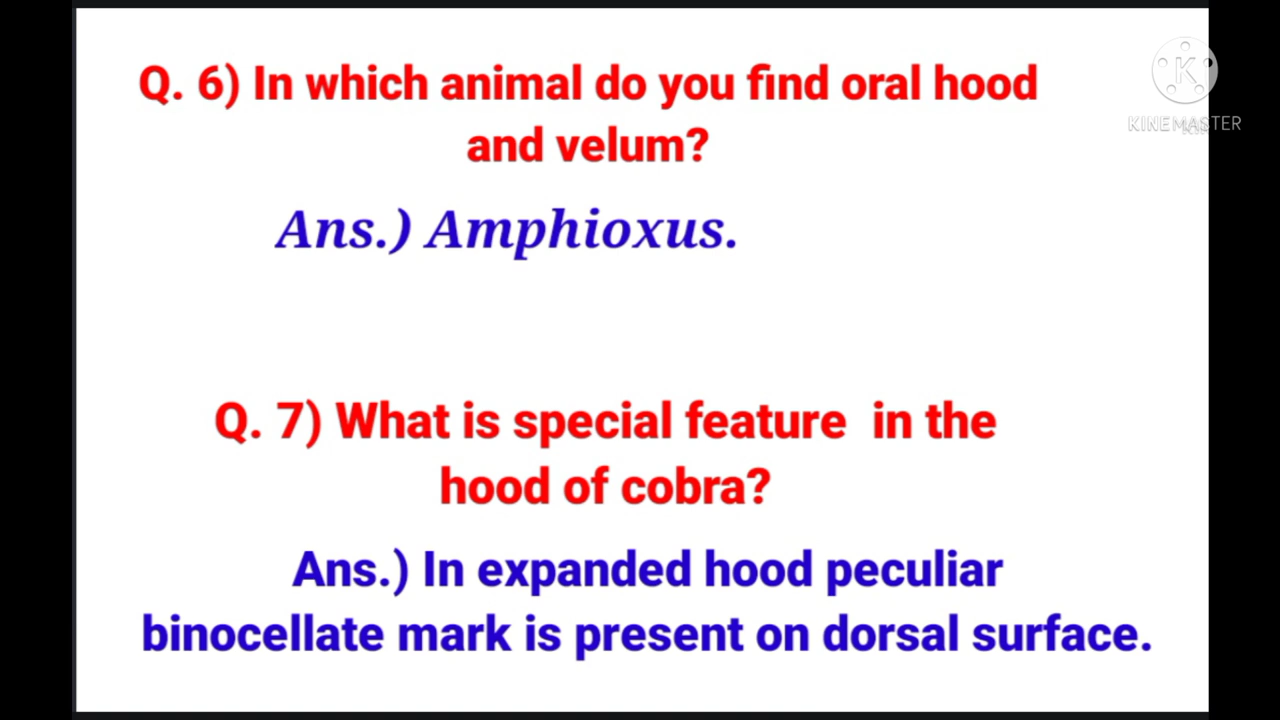 Q. 6) In which animal do you find oral hood
and velum?
Ans.) Amphioxus.
Q. 7) What is special feature in the
hood of cobra?
Ans.) In expanded hood peculiar
binocellate mark is present on dorsal surface.
K
KINEMASTER